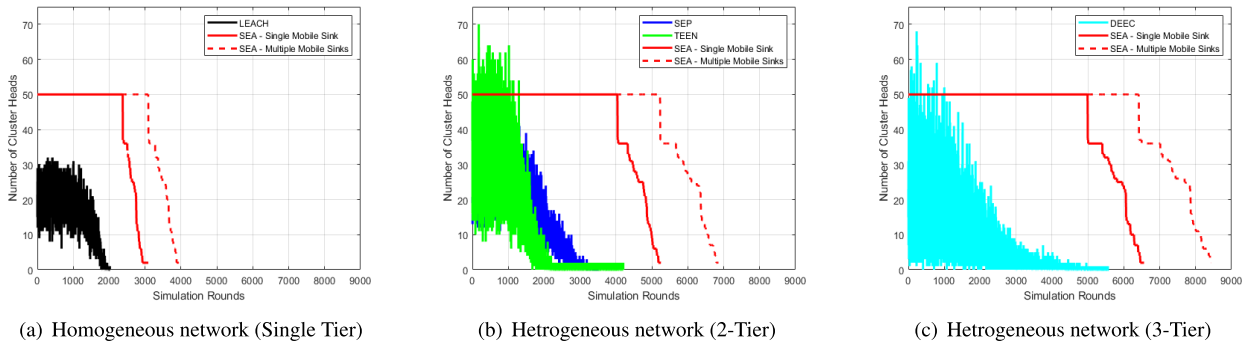 LEACH
SEA - Single Mobile Sink
SEA - Multiple Mobile Sinks
70
60
50
40
30
20
10
0
Number of Cluster Heads
0 1000 2000 3000 4000 5000 6000 7000 8000 9000
Simulation Rounds
(a) Homogeneous network (Single Tier)
SEP
TEEN
SEA - Single Mobile Sink
SEA - Multiple Mobile Sinks
70
60
50
40
30
20
10
0
Number of Cluster Heads
0 1000 2000 3000 4000 5000 6000 7000 8000 9000
Simulation Rounds
(b) Hetrogeneous network (2-Tier)
DEEC
SEA - Single Mobile Sink
SEA - Multiple Mobile Sinks
70
60
50
40
30
20
10
0
Number of Cluster Heads
0 1000 2000 3000 4000 5000 6000 7000 8000 9000
Simulation Rounds
(c) Hetrogeneous network (3-Tier)